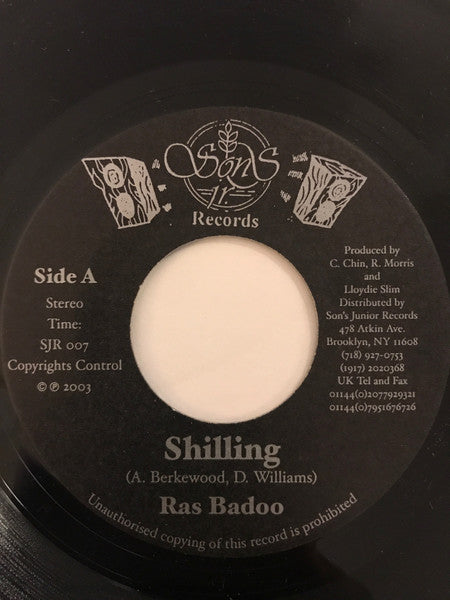 Sons
Jr.
Records
Side A
Stereo
Time:
SJR 007
Copyrights Control
© ℗ 2003
Produced by
C. Chin, R. Morris
and
Lloydie Slim
Distributed by
Son's Junior Records
478 Atkin Ave.
Brooklyn, NY 11608
(718) 927-0753
(1917) 2020368
UK Tel and Fax
01144(0)2077929321
01144(0)7951676726
Shilling
(A. Berkewood, D. Williams)
Ras Badoo
Unauthorised copying of this record is prohibited